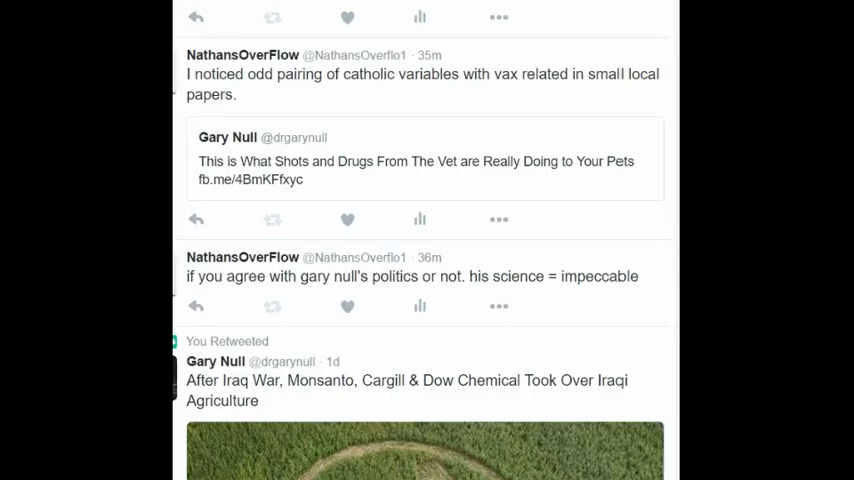 NathansOverFlow @NathansOverflo1 · 35m
I noticed odd pairing of catholic variables with vax related in small local
papers.
Gary Null @drgarynull
This is What Shots and Drugs From The Vet are Really Doing to Your Pets
fb.me/4BmKFfxyc
NathansOverFlow @NathansOverflo1 · 36m
if you agree with gary null's politics or not. his science = impeccable
You Retweeted
Gary Null @drgarynull · 1d
After Iraq War, Monsanto, Cargill & Dow Chemical Took Over Iraqi
Agriculture